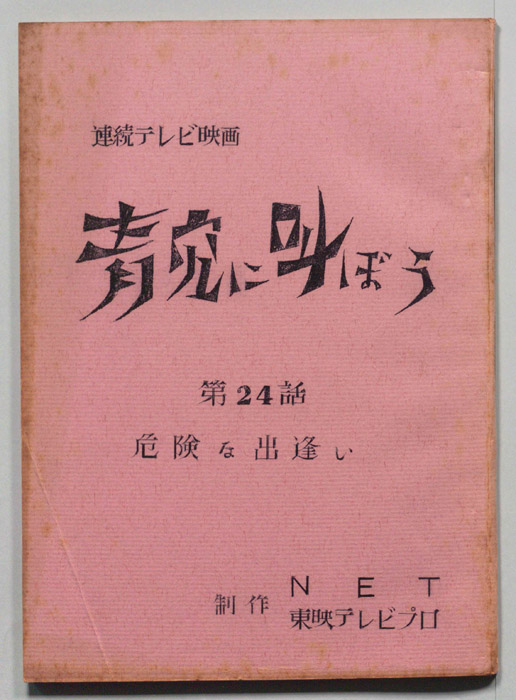 連続テレビ映画
青空に叫ぼう
第24話
危険な出逢い
制作 NET
東映テレビプロ